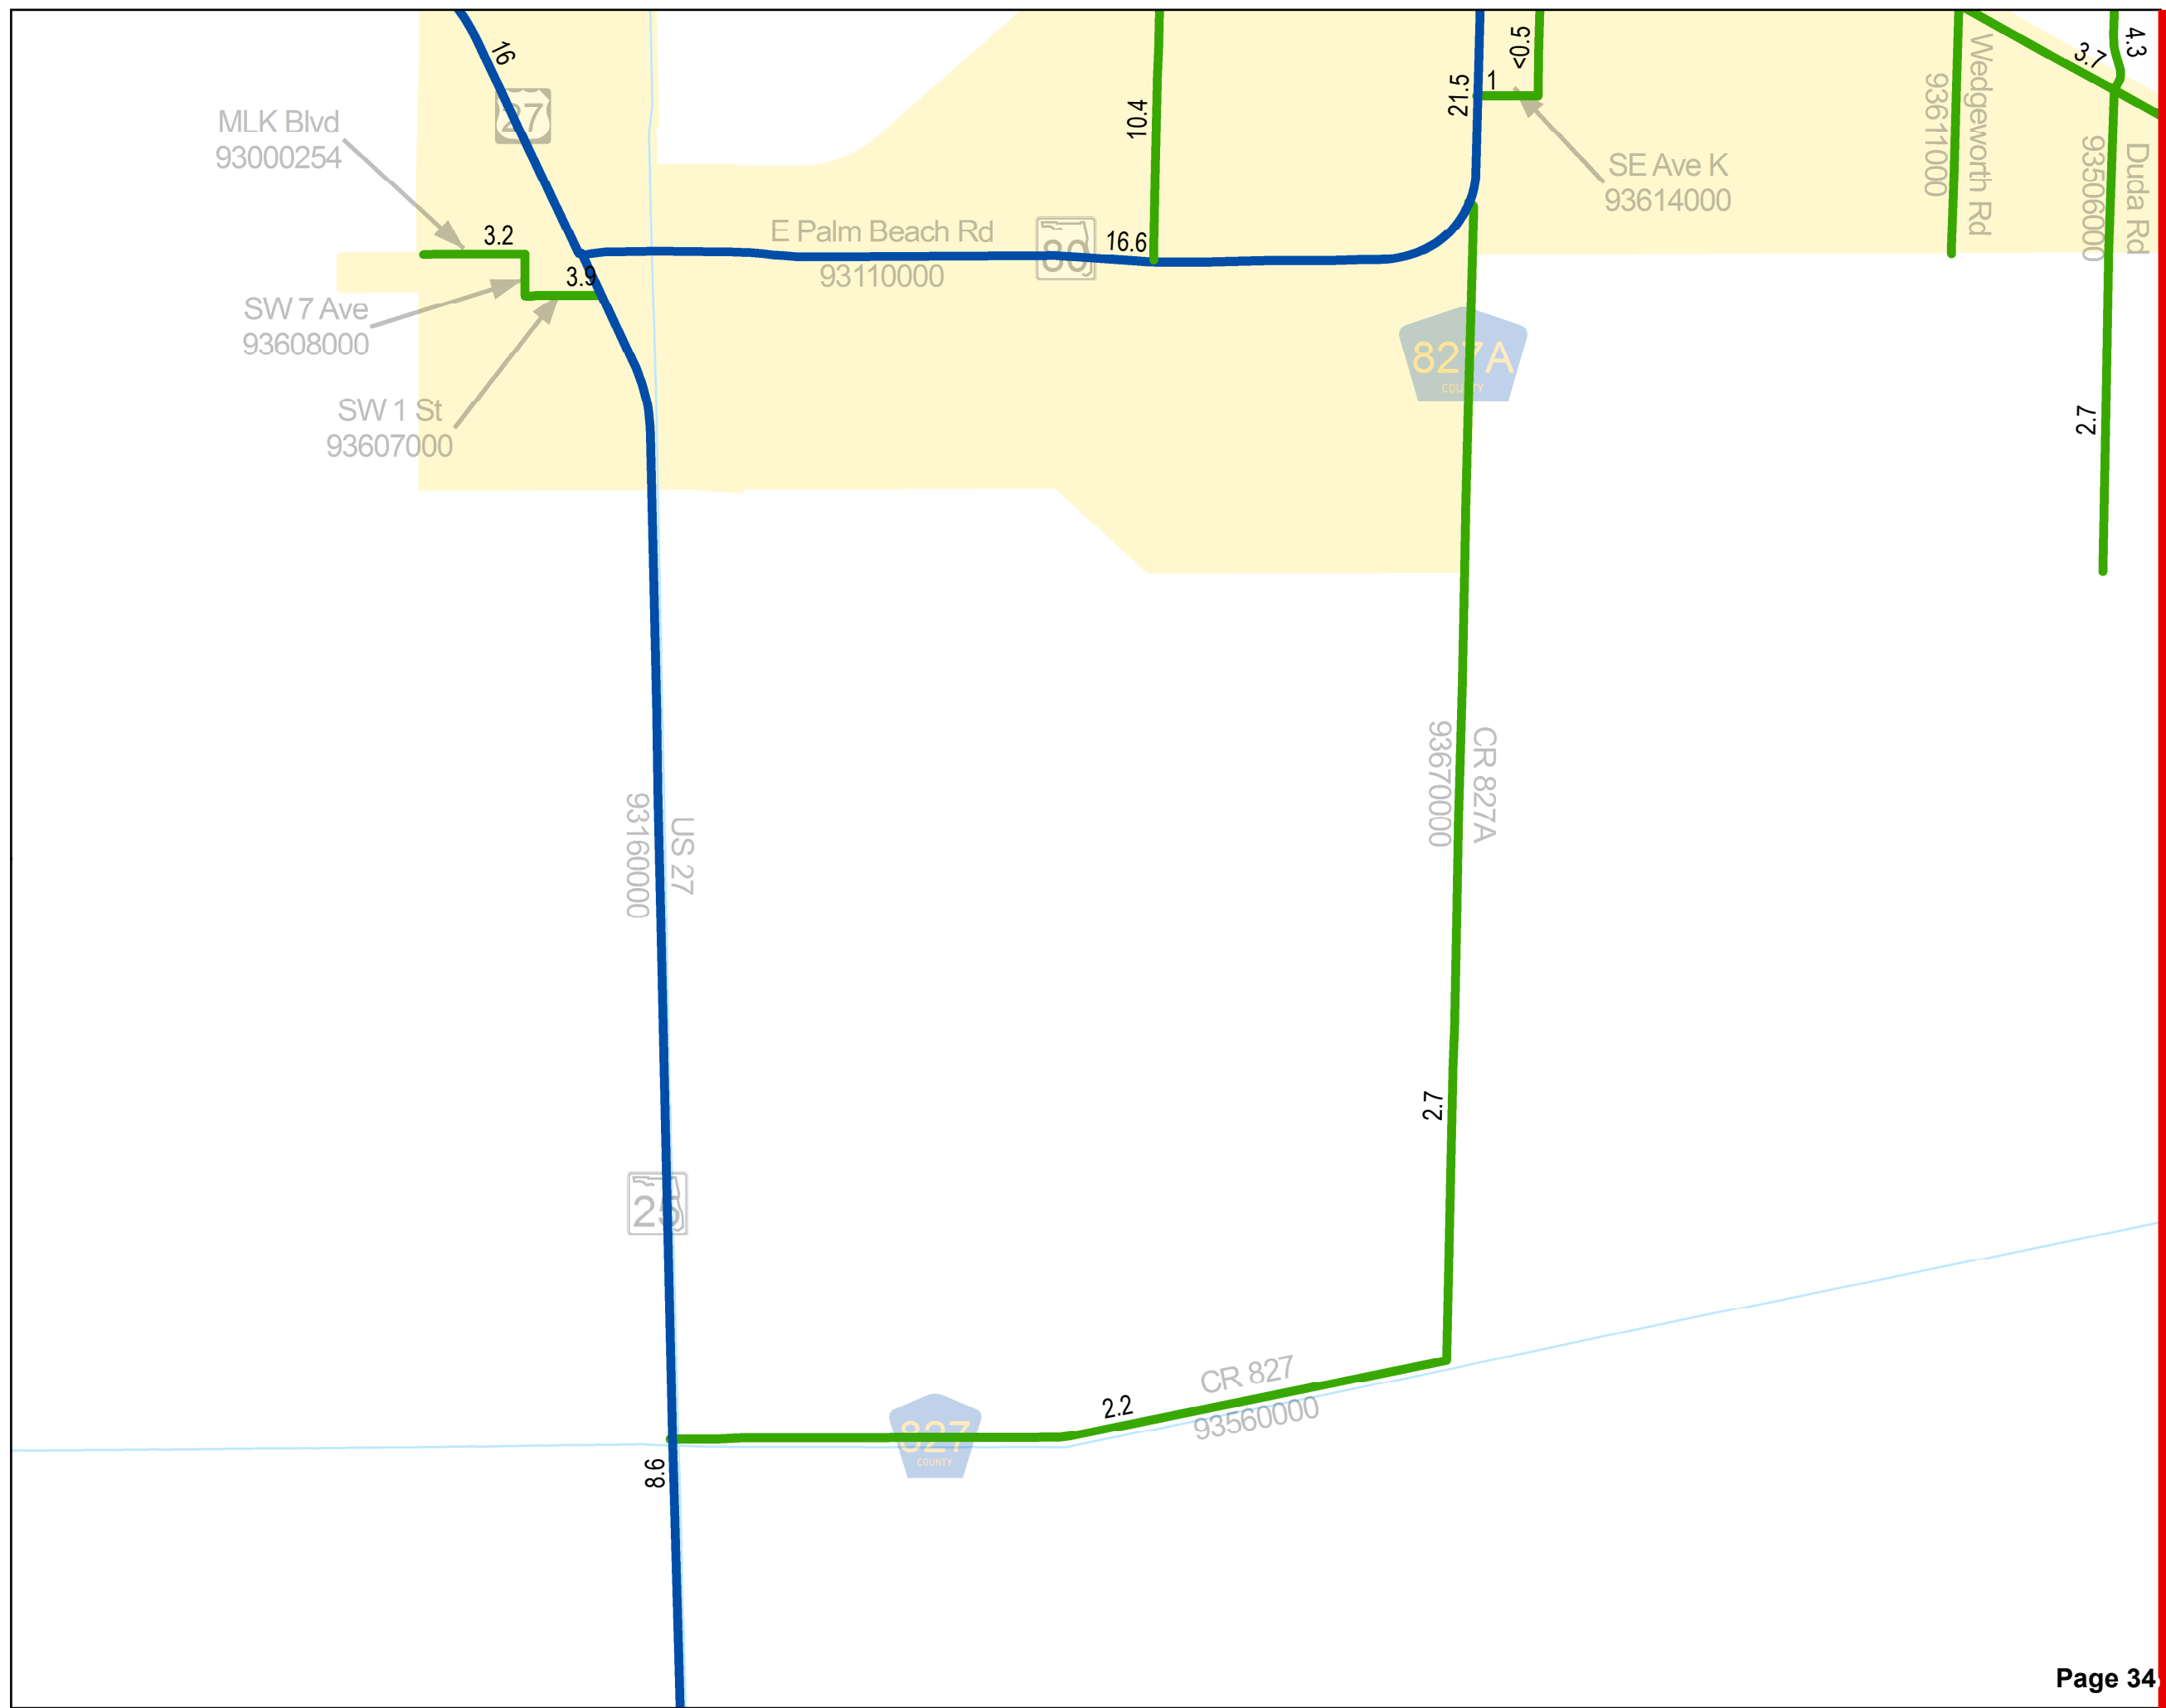 16
27
MLK Blvd
93000254
3.2
3.9
SW 7 Ave
93608000
SW 1 St
93607000
E Palm Beach Rd
93110000
80
16.6
10.4
21.5
1
<0.5
SE Ave K
93614000
Wedgeworth Rd
93611000
3.7
4.3
Duda Rd
93506000
2.7
827A
COUNTY
CR 827A
93670000
2.7
US 27
93160000
25
CR 827
93560000
2.2
827
COUNTY
8.6
Page 34